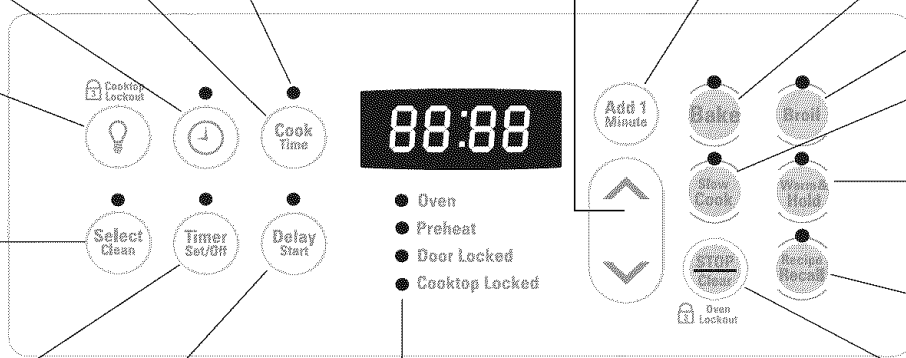 Cooktop
Lockout
Cook
Time
88:88
Add 1
Minute
Bake
Broil
Slow
Cook
Warm &
Hold
Select
Clean
Timer
Set/Off
Delay
Start
Oven
Preheat
Door Locked
Cooktop Locked
STOP
Clear
Recipe
Recall
3
Oven
Lockout